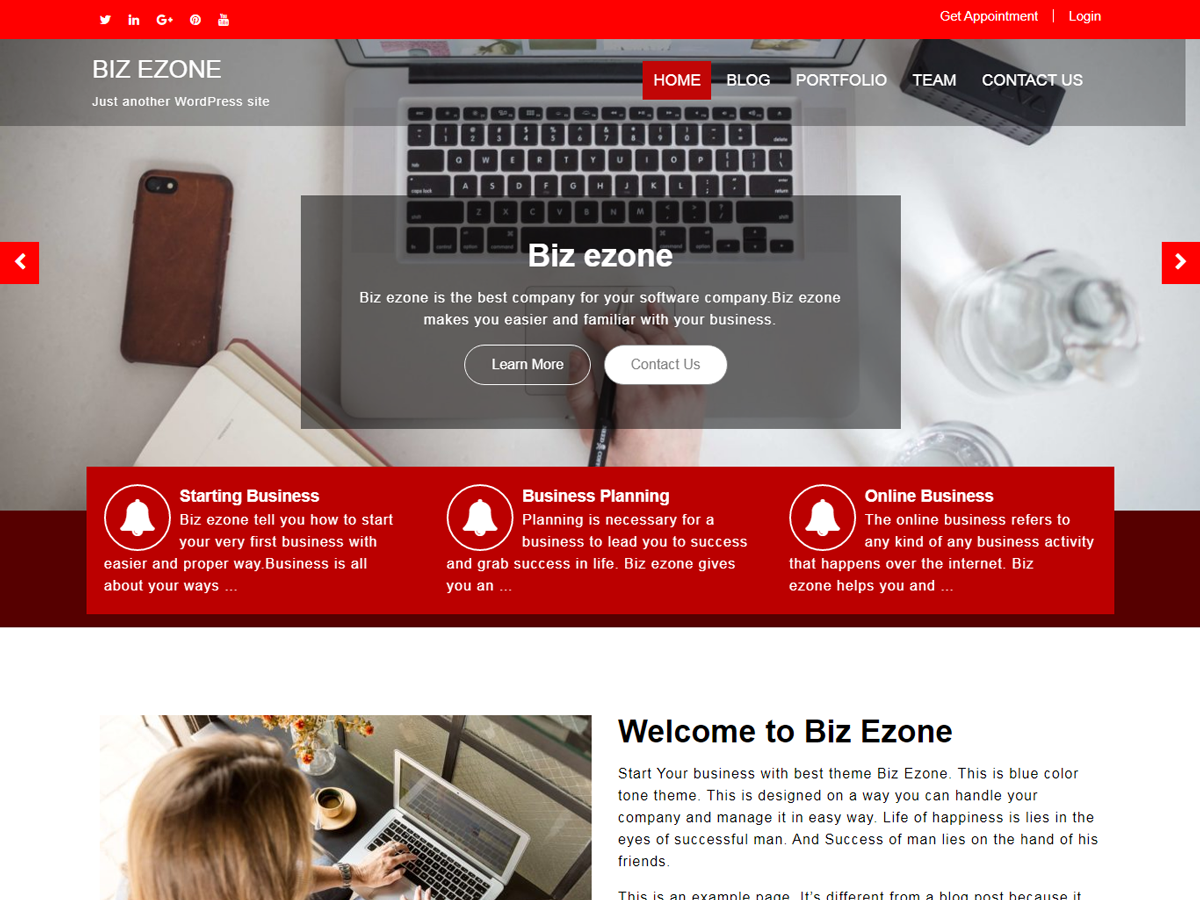 Get Appointment | Login
BIZ EZONE
Just another WordPress site
HOME BLOG PORTFOLIO TEAM CONTACT US
Biz ezone
Biz ezone is the best company for your software company.Biz ezone
makes you easier and familiar with your business.
Learn More Contact Us
Starting Business
Biz ezone tell you how to start
your very first business with
easier and proper way.Business is all
about your ways ...
Business Planning
Planning is necessary for a
business to lead you to success
and grab success in life. Biz ezone gives
you an ...
Online Business
The online business refers to
any kind of any business activity
that happens over the internet. Biz
ezone helps you and ...
Welcome to Biz Ezone
Start Your business with best theme Biz Ezone. This is blue color
tone theme. This is designed on a way you can handle your
company and manage it in easy way. Life of happiness is lies in the
eyes of successful man. And Success of man lies on the hand of his
friends.
This is an example page. It's different from a blog post because it